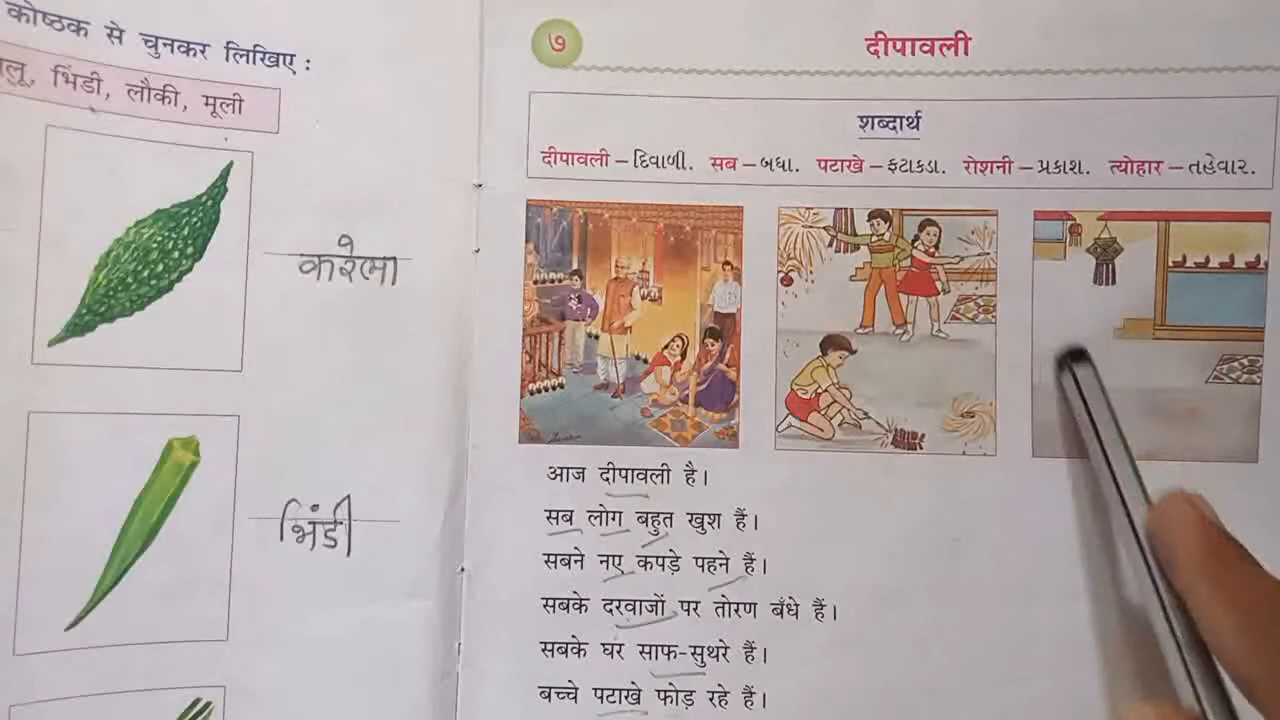 कोष्ठक से चुनकर लिखिए :
भिंडी, लौकी, मूली
करेला
भिंडी
७
दीपावली
शब्दार्थ
दीपावली – દિવાળી. सब – બધા. पटाखे – ફટાકડા. रोशनी – પ્રકાશ. त्योहार – તહેવાર.
आज दीपावली है।
सब लोग बहुत खुश हैं।
सबने नए कपड़े पहने हैं।
सबके दरवाजों पर तोरण बँधे हैं।
सबके घर साफ-सुथरे हैं।
बच्चे पटाखे फोड़ रहे हैं।